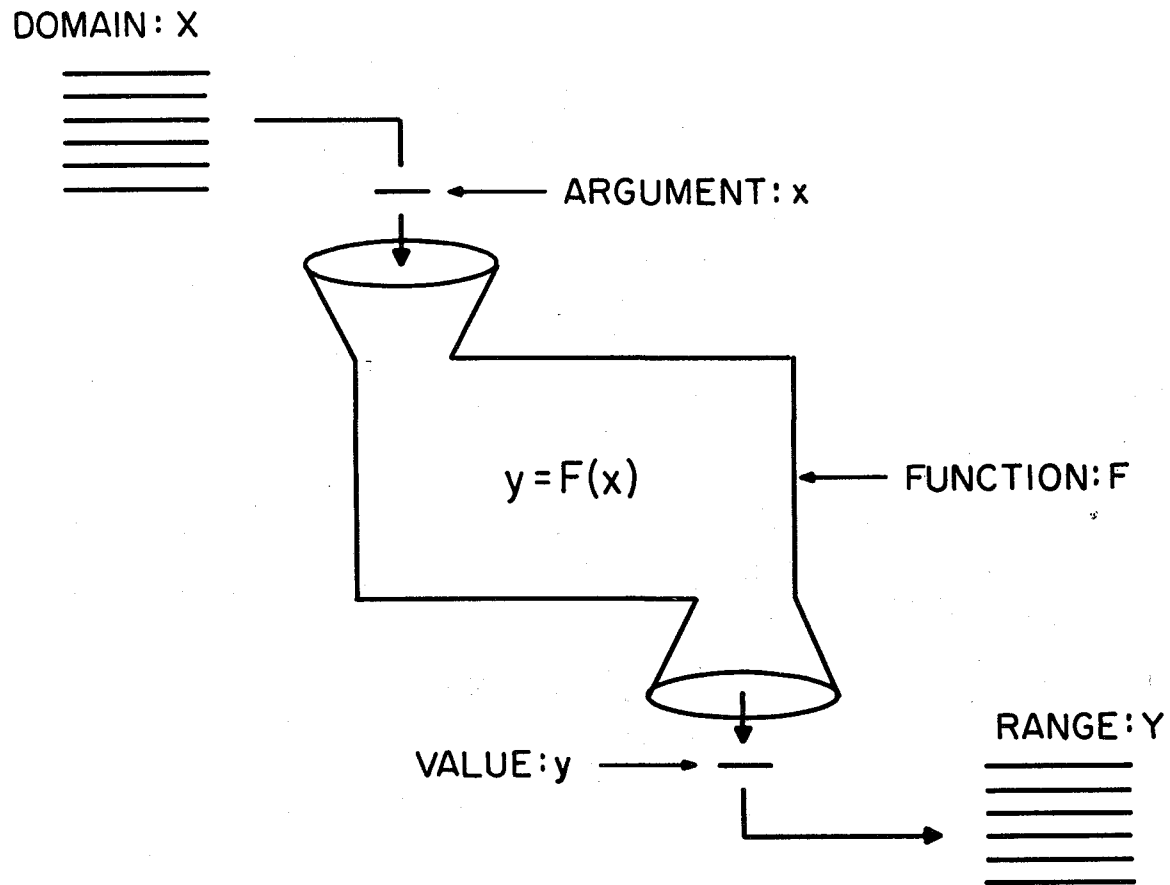 DOMAIN: X
ARGUMENT: x
y = F(x)
FUNCTION: F
RANGE: Y
VALUE: y